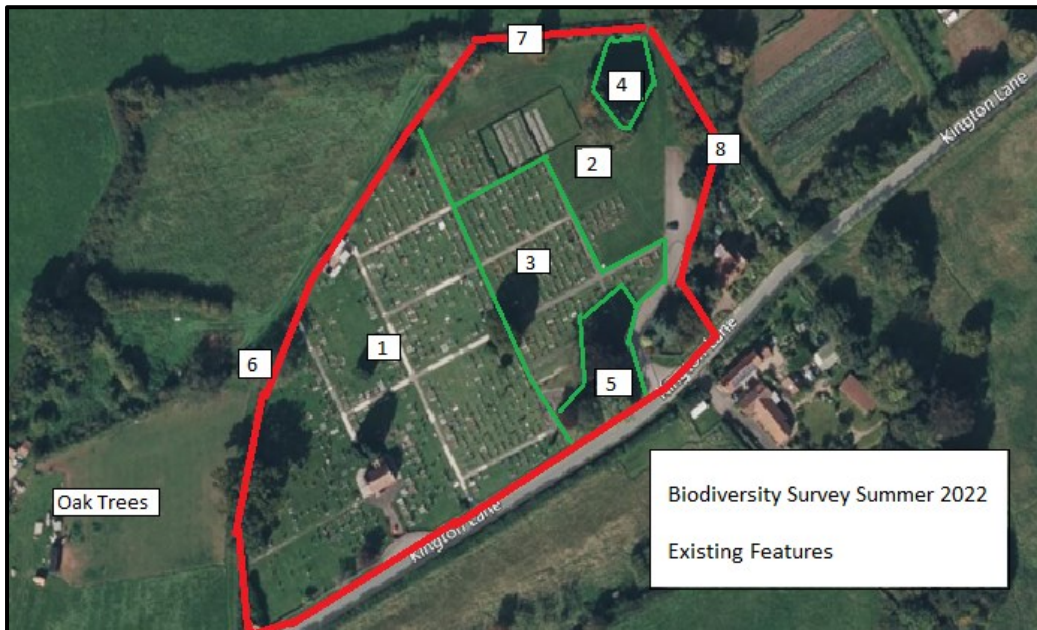 7
4
Kington Lane
8
2
3
1
6
Kington Lane
5
Oak Trees
Biodiversity Survey Summer 2022
Existing Features
Kington Lane